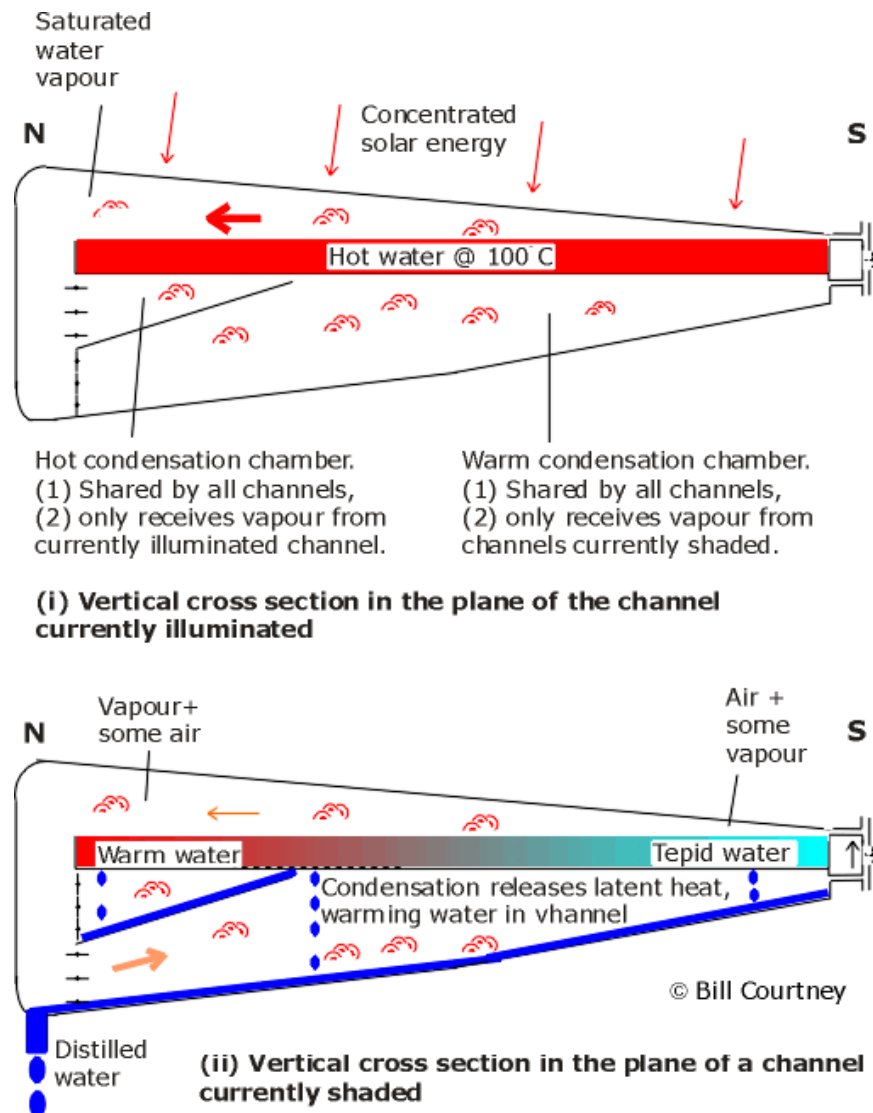 Saturated
water
vapour
N
Concentrated
solar energy
S
Hot water @ 100°C
Hot condensation chamber.
(1) Shared by all channels,
(2) only receives vapour from
currently illuminated channel.
Warm condensation chamber.
(1) Shared by all channels,
(2) only receives vapour from
channels currently shaded.
(i) Vertical cross section in the plane of the channel
currently illuminated
Vapour+
some air
N
Air +
some
vapour
S
Warm water
Tepid water
Condensation releases latent heat,
warming water in vhannel
© Bill Courtney
Distilled
water
(ii) Vertical cross section in the plane of a channel
currently shaded